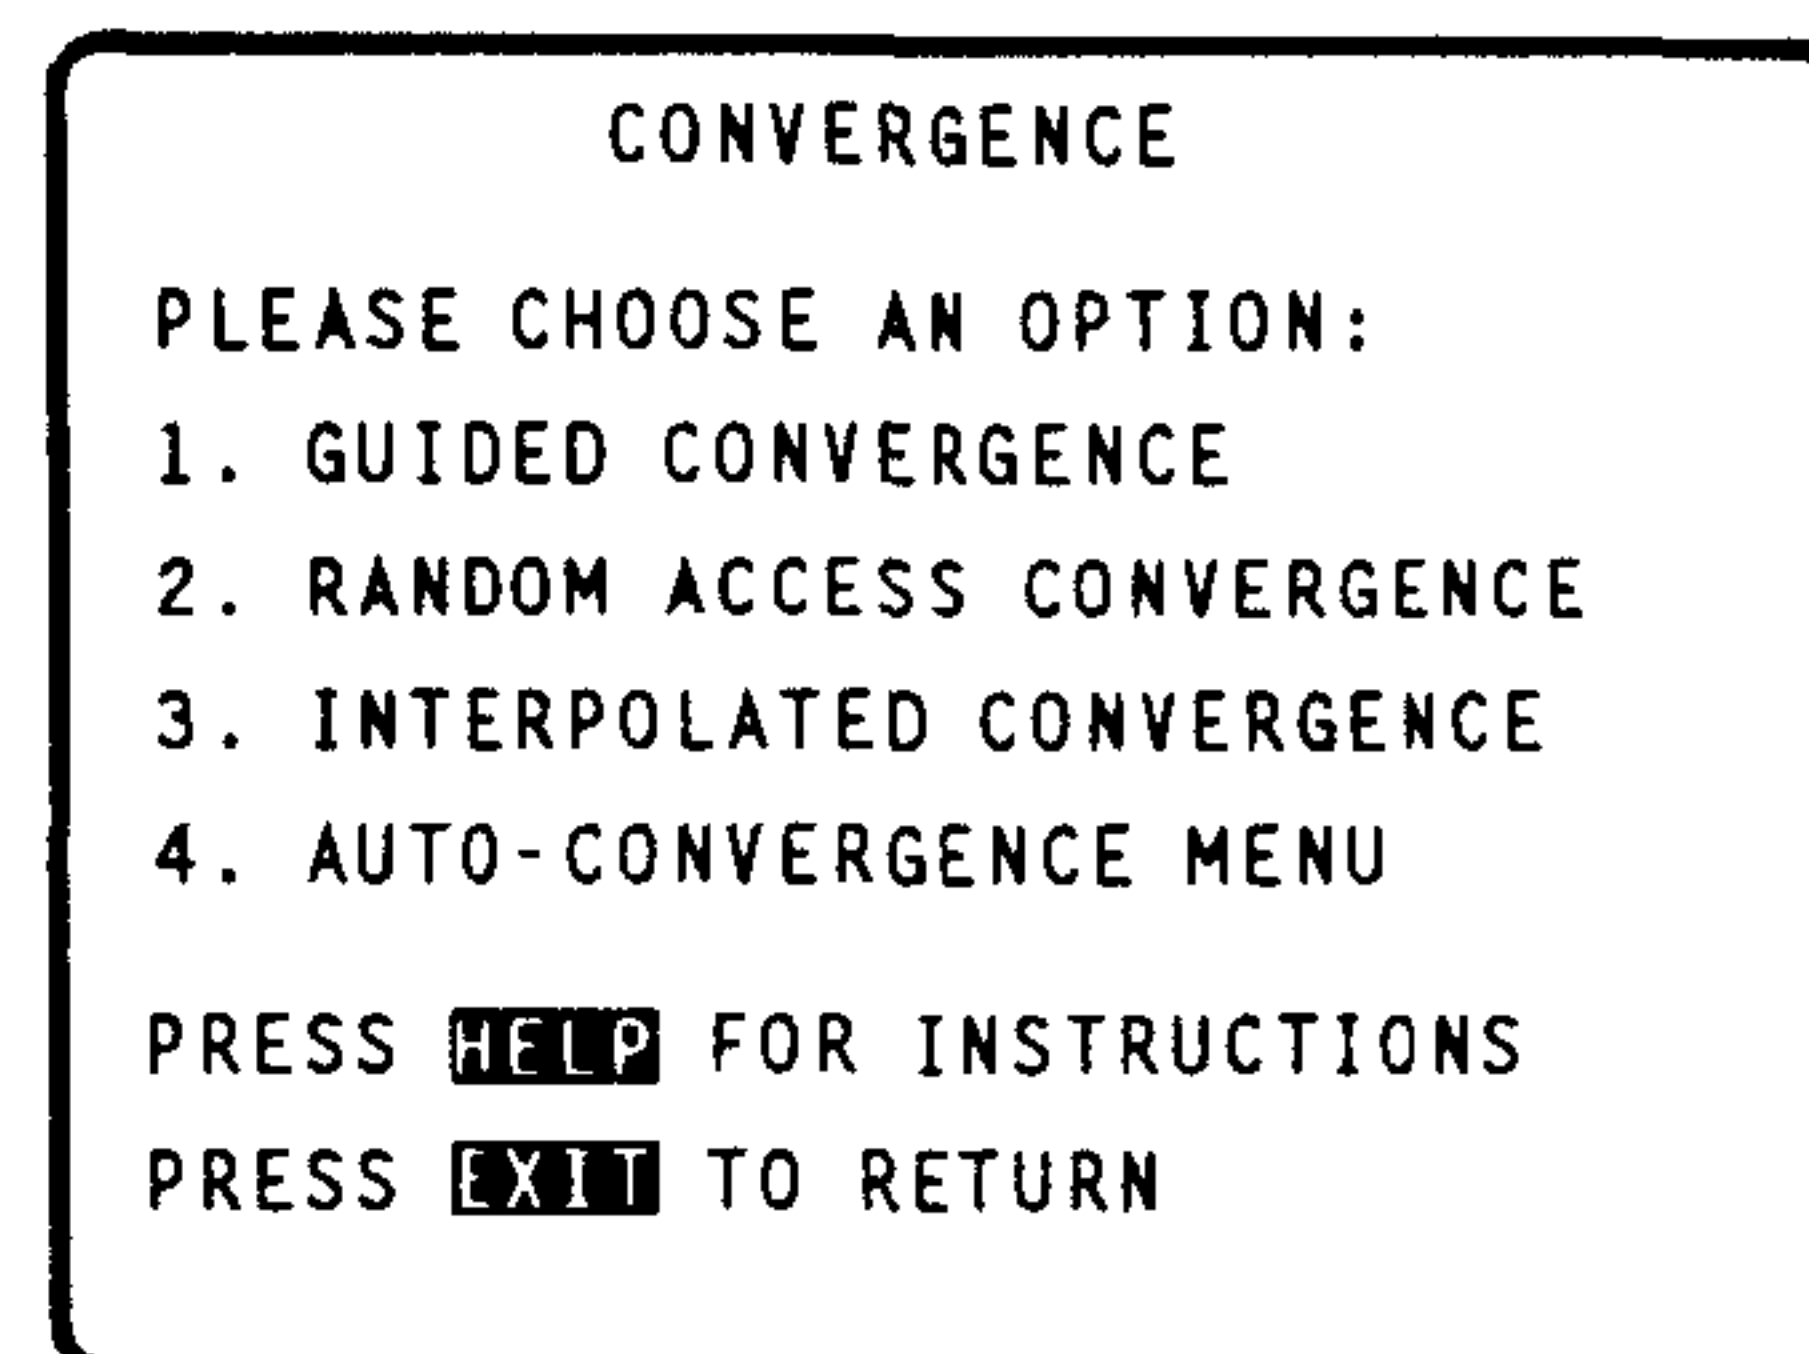 CONVERGENCE
PLEASE CHOOSE AN OPTION:
1. GUIDED CONVERGENCE
2. RANDOM ACCESS CONVERGENCE
3. INTERPOLATED CONVERGENCE
4. AUTO-CONVERGENCE MENU
PRESS HELP FOR INSTRUCTIONS
PRESS EXIT TO RETURN